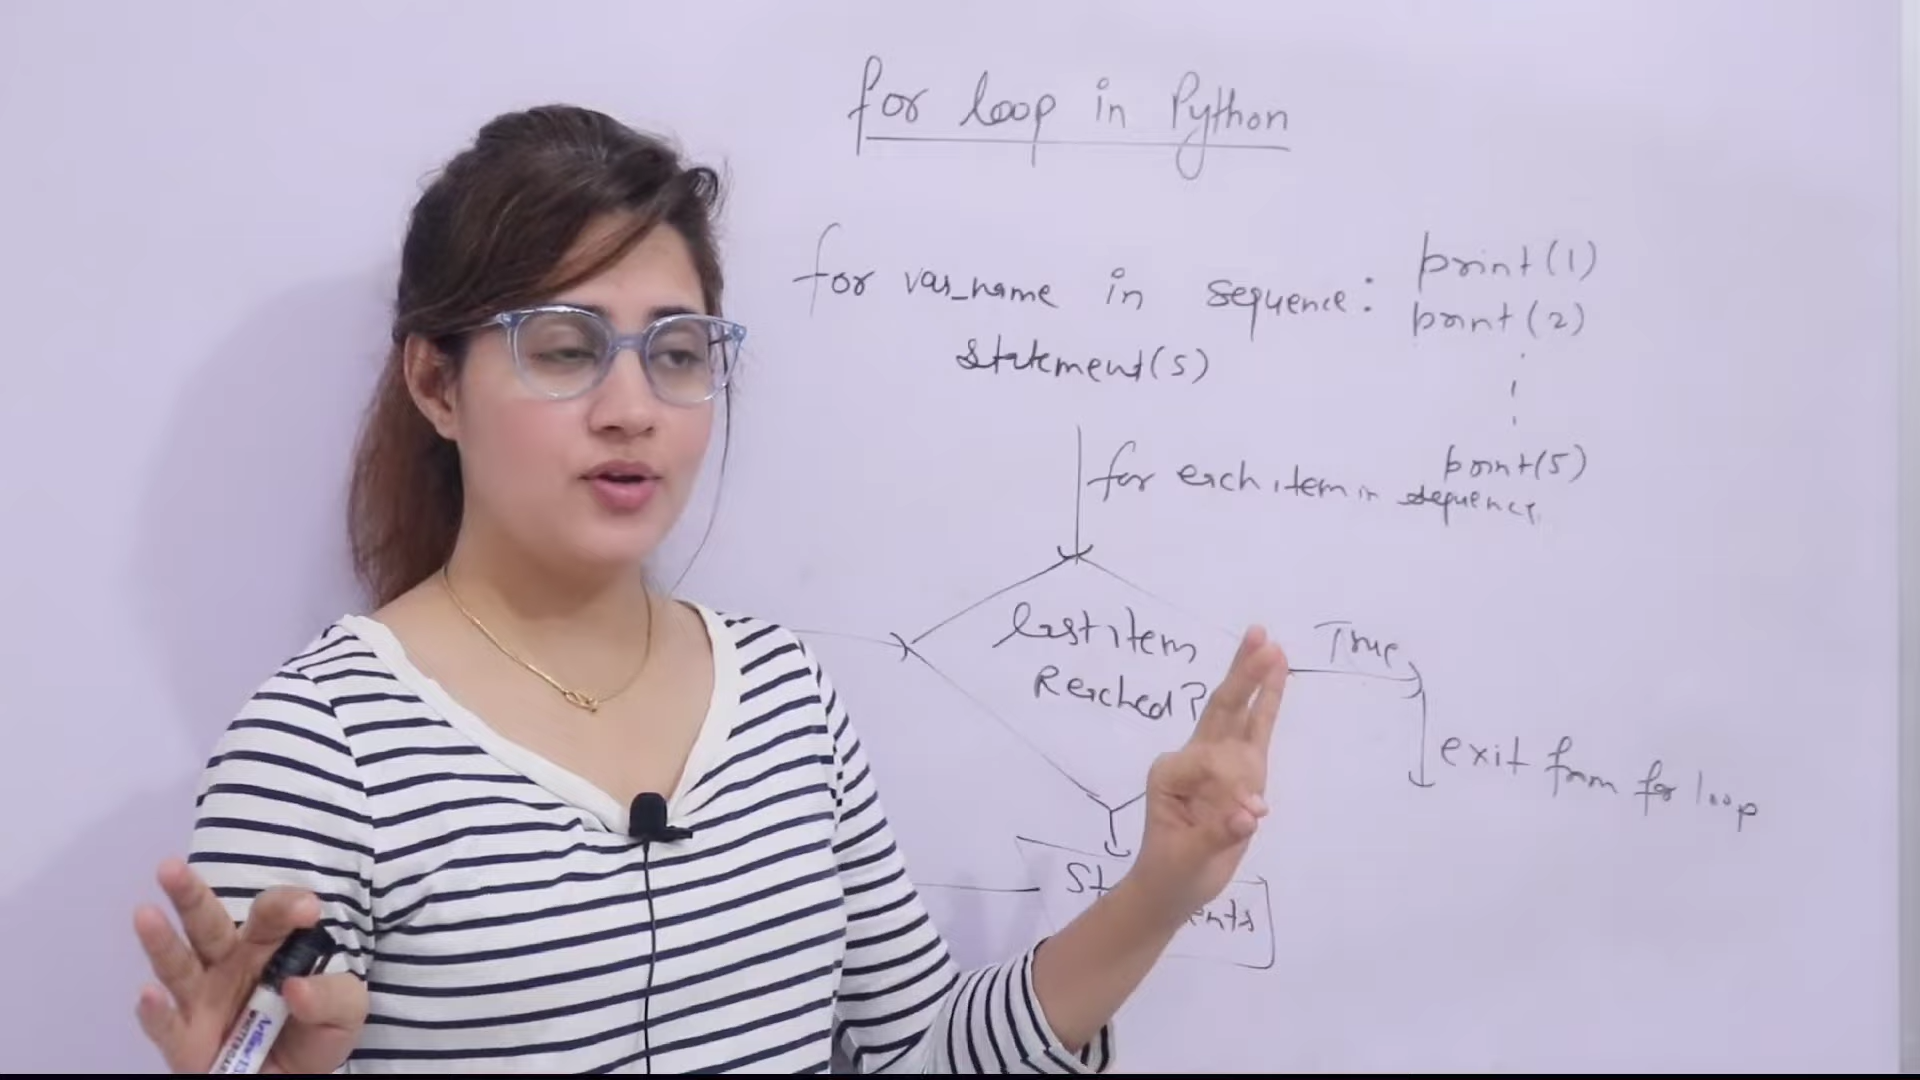 for loop in Python
for var_name in sequence:
statement(s)
print(1)
print(2)
print(5)
for each item in sequence
last item
Reached?
True
exit from for loop